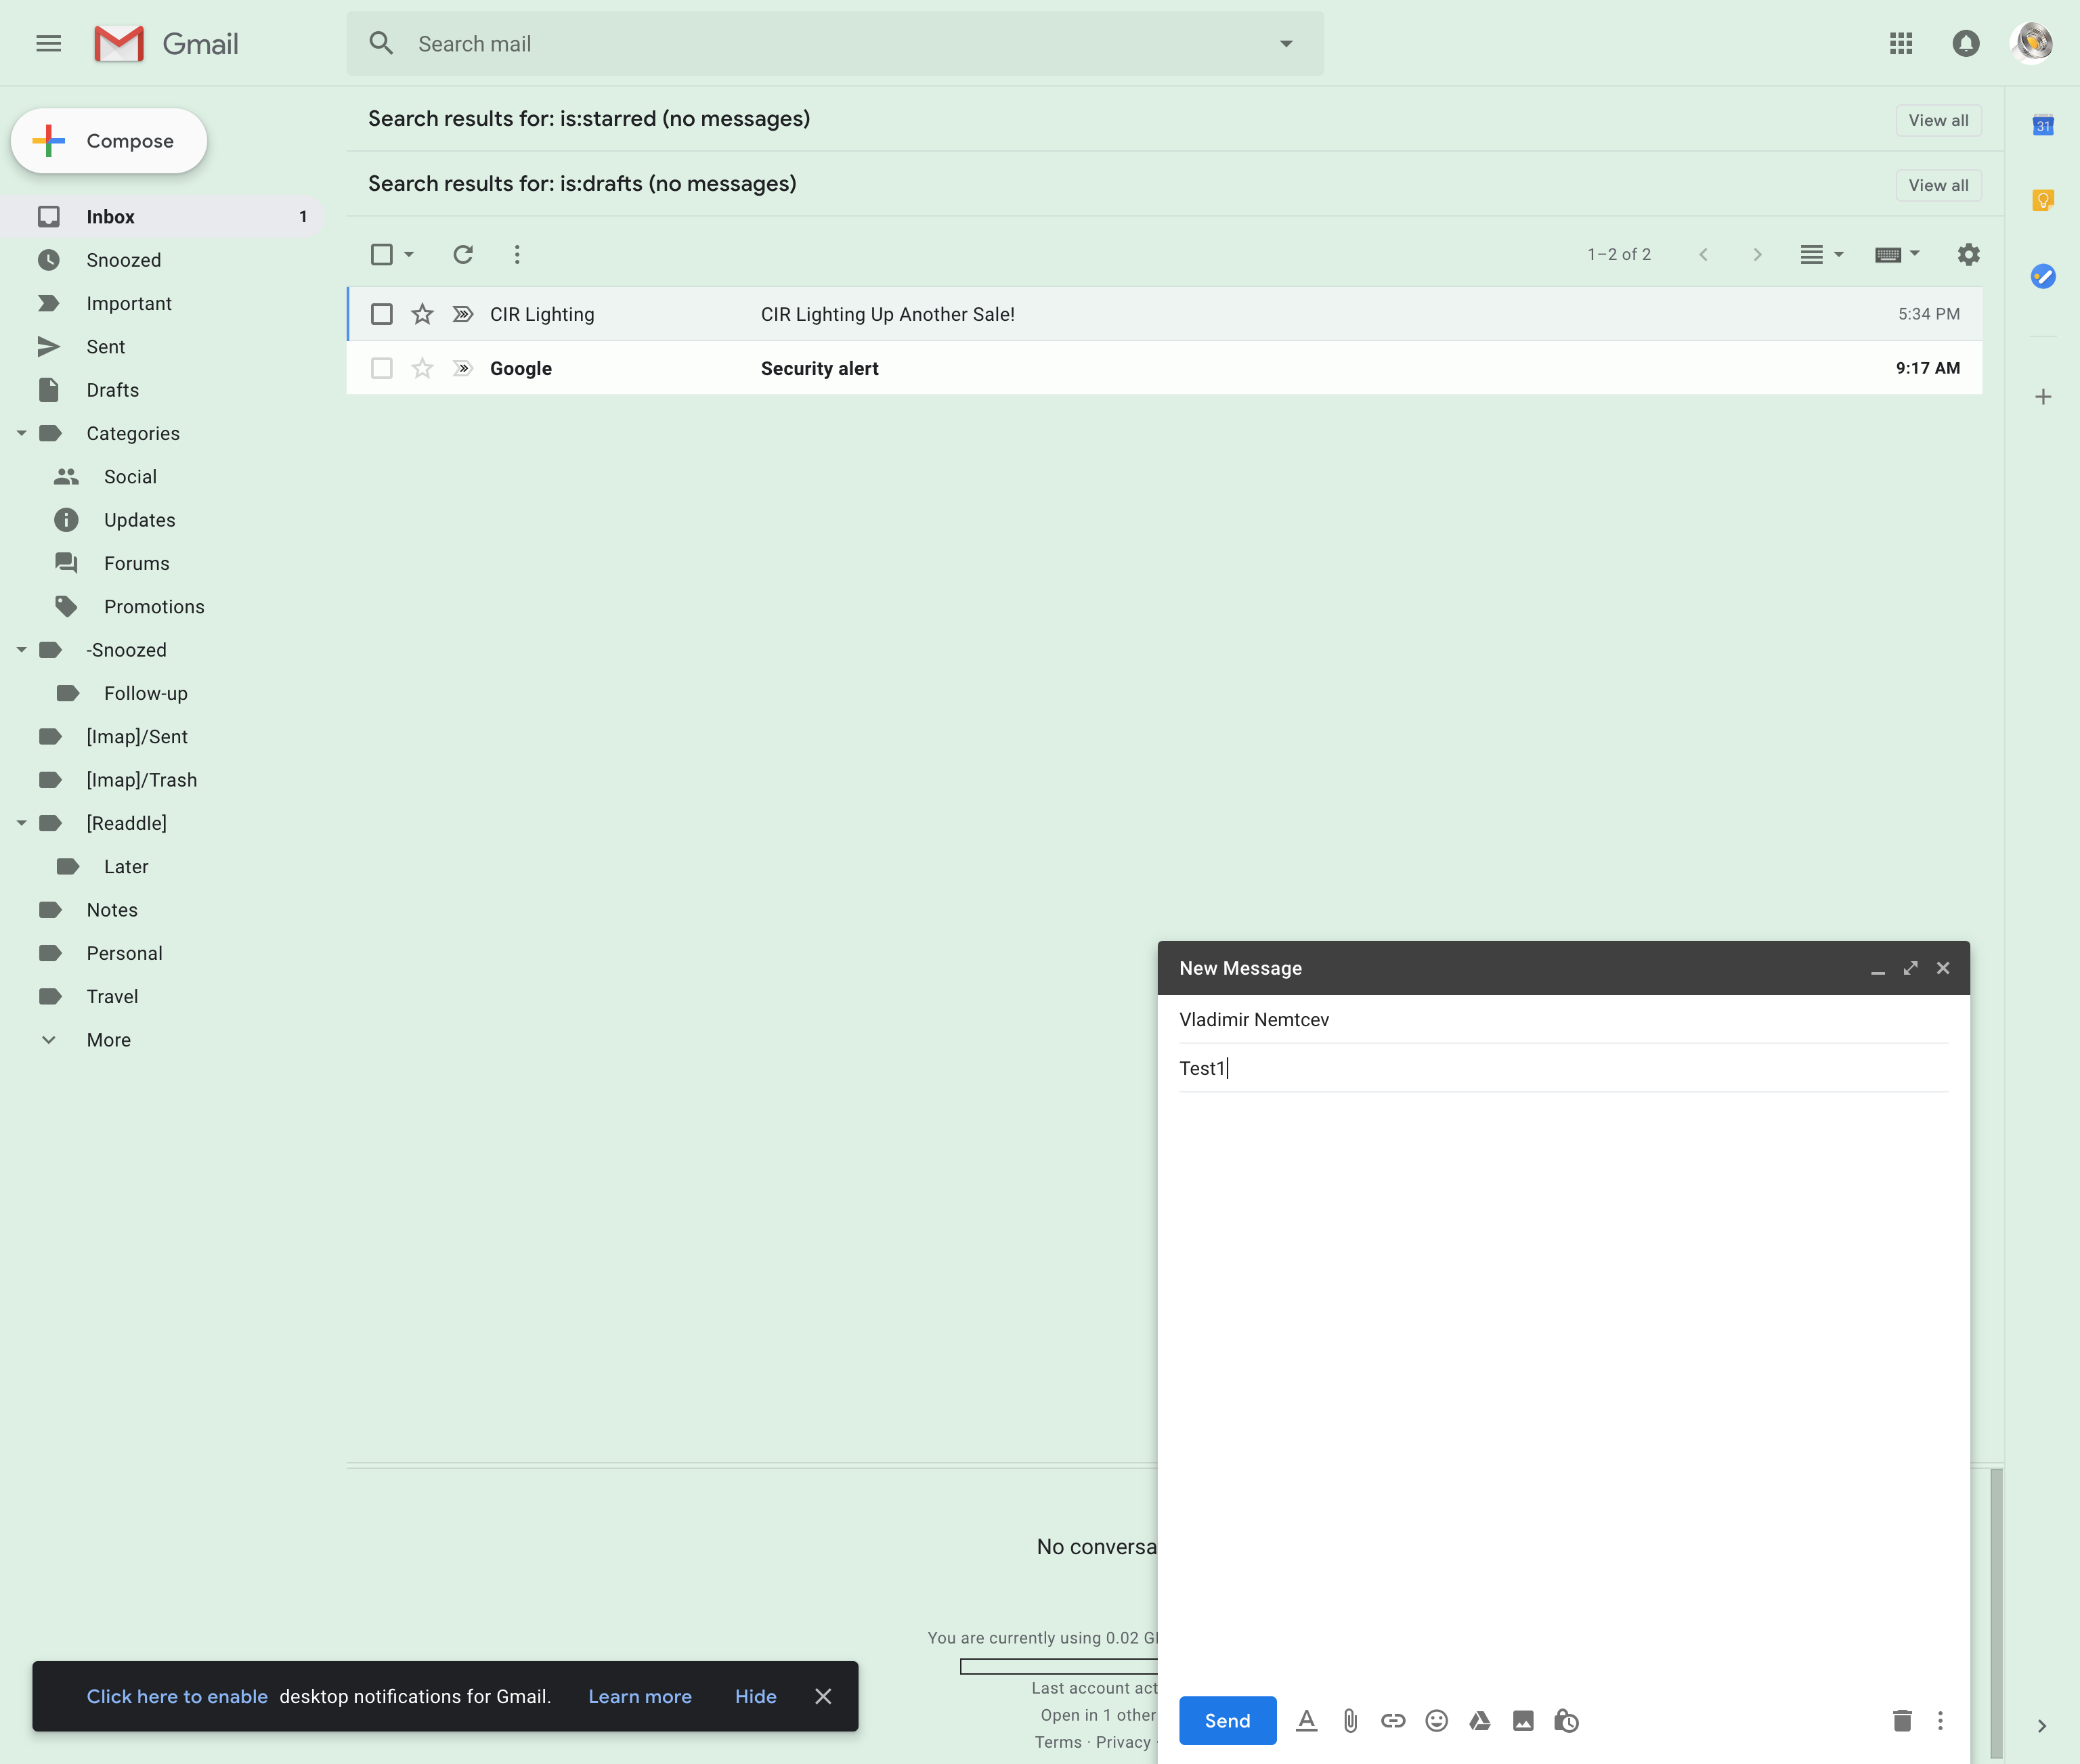 Gmail
Search mail
Compose
Search results for: is:starred (no messages)
View all
31
Search results for: is:drafts (no messages)
View all
Inbox 1
Snoozed
Important
Sent
Drafts
Categories
Social
Updates
Forums
Promotions
-Snoozed
Follow-up
[Imap]/Sent
[Imap]/Trash
[Readdle]
Later
Notes
Personal
Travel
More
1–2 of 2
CIR Lighting CIR Lighting Up Another Sale! 5:34 PM
Google Security alert 9:17 AM
New Message
Vladimir Nemtcev
Test1
No conversa
You are currently using 0.02 G
Last account act
Open in 1 other
Terms · Privacy ·
Click here to enable desktop notifications for Gmail. Learn more Hide
Send